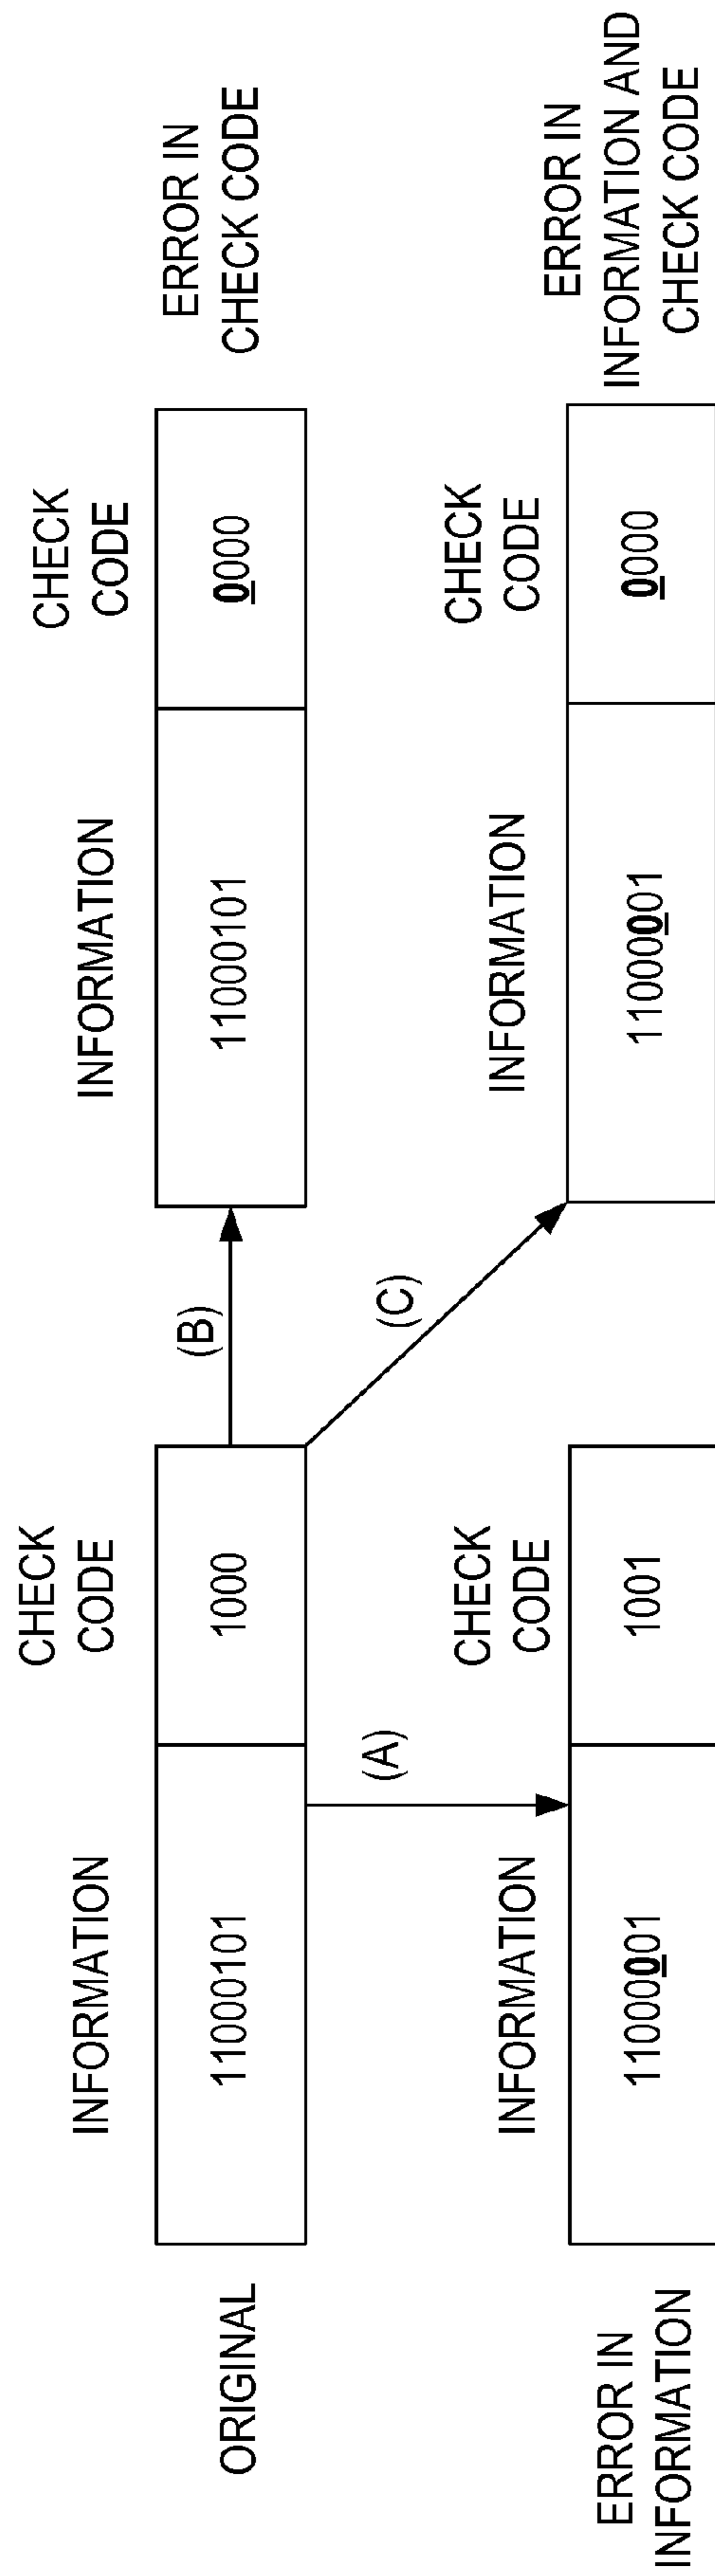 INFORMATION
CHECK
CODE
ORIGINAL
11000101
1000
(B)
INFORMATION
CHECK
CODE
11000101
0000
ERROR IN
CHECK CODE
(A)
(C)
INFORMATION
CHECK
CODE
ERROR IN
INFORMATION
11000001
1001
INFORMATION
CHECK
CODE
11000001
0000
ERROR IN
INFORMATION AND
CHECK CODE